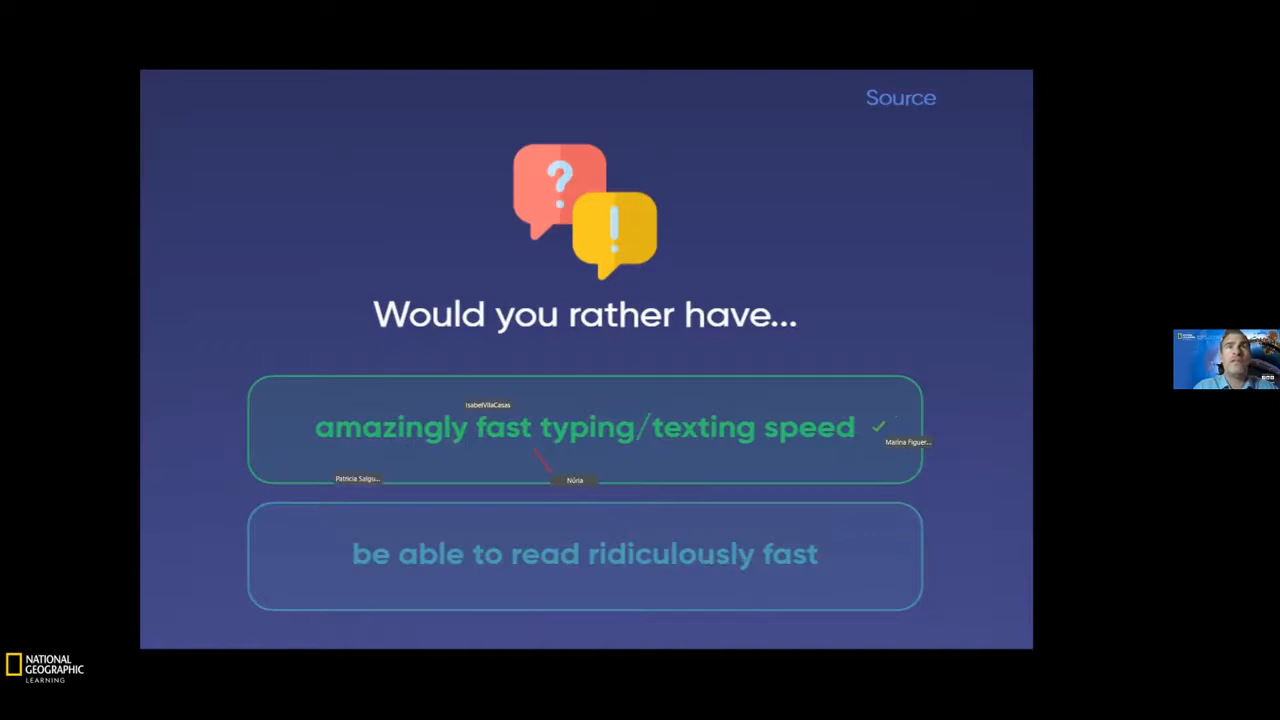 Source
?
!
Would you rather have...
IsabelVilaCasas
amazingly fast typing/texting speed
Marina Figuer...
Patricia Salgu...
Núria
be able to read ridiculously fast
NATIONAL
GEOGRAPHIC
LEARNING